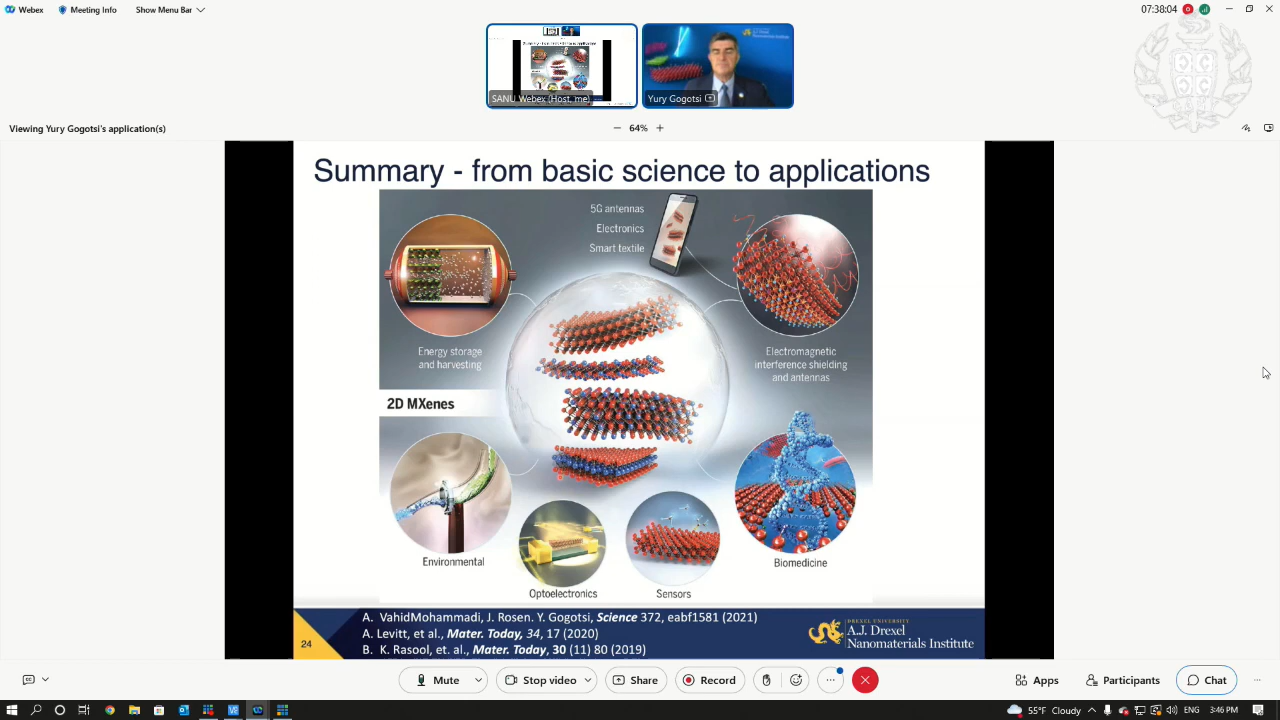 Webex
Meeting Info
Show Menu Bar
07:38:04
SANU Webex (Host, me)
Yury Gogotsi
Viewing Yury Gogotsi's application(s)
64%
Summary - from basic science to applications
5G antennas
Electronics
Smart textile
Energy storage
and harvesting
Electromagnetic
interference shielding
and antennas
2D MXenes
Environmental
Optoelectronics
Sensors
Biomedicine
A. VahidMohammadi, J. Rosen. Y. Gogotsi, Science 372, eabf1581 (2021)
A. Levitt, et al., Mater. Today, 34, 17 (2020)
B. K. Rasool, et. al., Mater. Today, 30 (11) 80 (2019)
24
DREXEL UNIVERSITY
A.J. Drexel
Nanomaterials Institute
Mute
Stop video
Share
Record
Apps
Participants
Chat
55°F Cloudy
ENG
3:46 PM